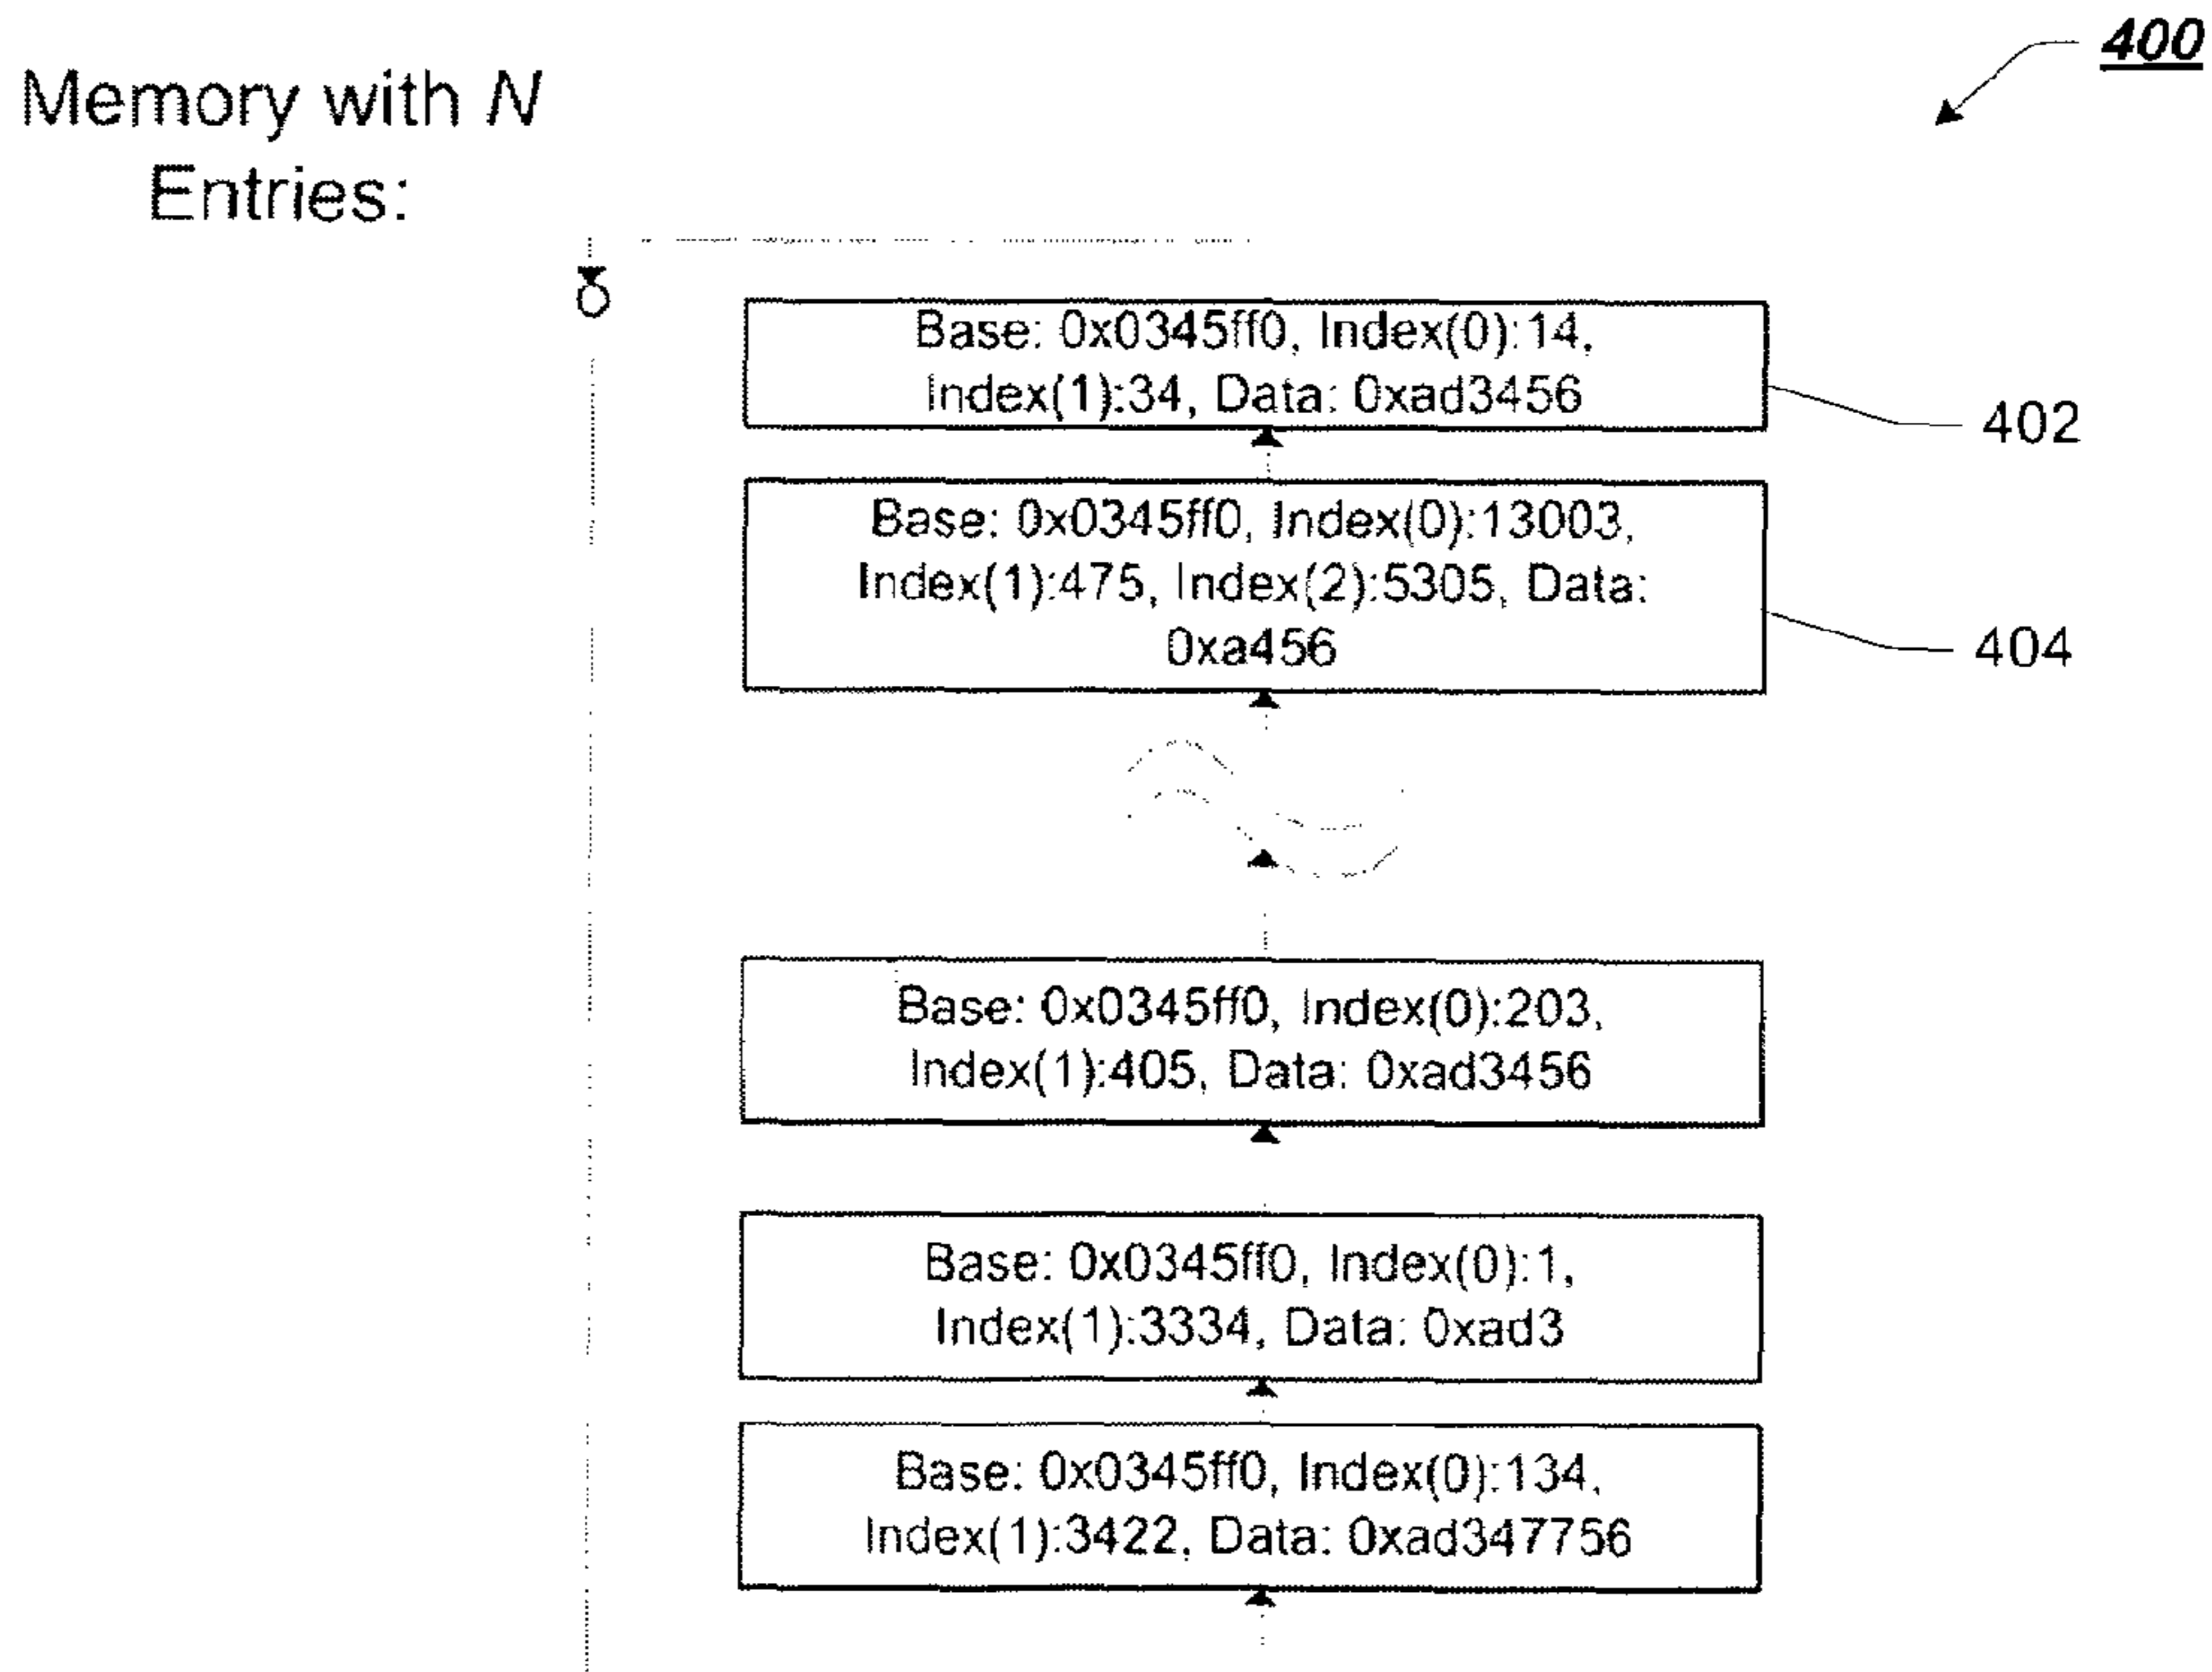 400
Memory with N
Entries:
Base: 0x0345ff0, Index(0):14,
Index(1):34, Data: 0xad3456
402
Base: 0x0345ff0, Index(0):13003,
Index(1):475, Index(2):5305, Data:
0xa456
404
Base: 0x0345ff0, Index(0):203,
Index(1):405, Data: 0xad3456
Base: 0x0345ff0, Index(0):1,
Index(1):3334, Data: 0xad3
Base: 0x0345ff0, Index(0):134,
Index(1):3422, Data: 0xad347756